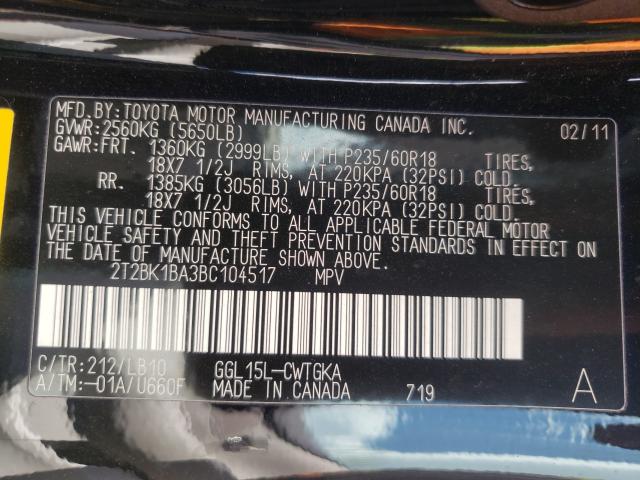 MFD.BY:TOYOTA MOTOR MANUFACTURING CANADA INC. 02/11
GVWR:2560KG (5650LB)
GAWR:FRT. 1360KG (2999LB) WITH P235/60R18 TIRES,
18X7 1/2J RIMS, AT 220KPA (32PSI) COLD.
RR. 1385KG (3056LB) WITH P235/60R18 TIRES,
18X7 1/2J RIMS, AT 220KPA (32PSI) COLD.
THIS VEHICLE CONFORMS TO ALL APPLICABLE FEDERAL MOTOR
VEHICLE SAFETY AND THEFT PREVENTION STANDARDS IN EFFECT ON
THE DATE OF MANUFACTURE SHOWN ABOVE.
2T2BK1BA3BC104517 MPV
C/TR:212/LB10 GGL15L-CWTGKA
A/TM:-01A/U660F MADE IN CANADA 719 A